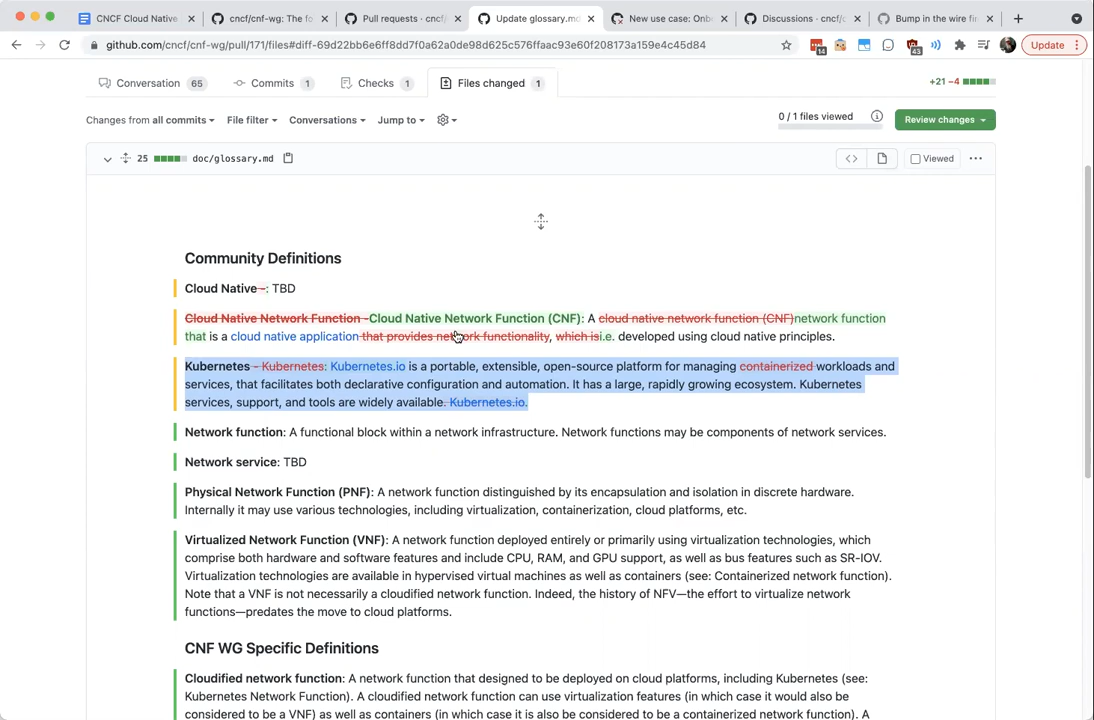 CNCF Cloud Native
cncf/cnf-wg: The fo
Pull requests · cncf/
Update glossary.md
New use case: Onbo
Discussions · cncf/c
Bump in the wire fir
github.com/cncf/cnf-wg/pull/171/files#diff-69d22bb6e6ff8dd7f0a62a0de98d625c576ffaac93e60f208173a159e4c45d84
14
43
Update
Conversation 65
Commits 1
Checks 1
Files changed 1
+21 −4
Changes from all commits
File filter
Conversations
Jump to
0 / 1 files viewed
Review changes
25 doc/glossary.md
Viewed
Community Definitions
Cloud Native -: TBD
Cloud Native Network Function -Cloud Native Network Function (CNF): A cloud native network function (CNF)network function
that is a cloud native application that provides network functionality, which isi.e. developed using cloud native principles.
Kubernetes - Kubernetes: Kubernetes.io is a portable, extensible, open-source platform for managing containerized workloads and
services, that facilitates both declarative configuration and automation. It has a large, rapidly growing ecosystem. Kubernetes
services, support, and tools are widely available. Kubernetes.io.
Network function: A functional block within a network infrastructure. Network functions may be components of network services.
Network service: TBD
Physical Network Function (PNF): A network function distinguished by its encapsulation and isolation in discrete hardware.
Internally it may use various technologies, including virtualization, containerization, cloud platforms, etc.
Virtualized Network Function (VNF): A network function deployed entirely or primarily using virtualization technologies, which
comprise both hardware and software features and include CPU, RAM, and GPU support, as well as bus features such as SR-IOV.
Virtualization technologies are available in hypervised virtual machines as well as containers (see: Containerized network function).
Note that a VNF is not necessarily a cloudified network function. Indeed, the history of NFV—the effort to virtualize network
functions—predates the move to cloud platforms.
CNF WG Specific Definitions
Cloudified network function: A network function that designed to be deployed on cloud platforms, including Kubernetes (see:
Kubernetes Network Function). A cloudified network function can use virtualization features (in which case it would also be
considered to be a VNF) as well as containers (in which case it is also be considered to be a containerized network function). A